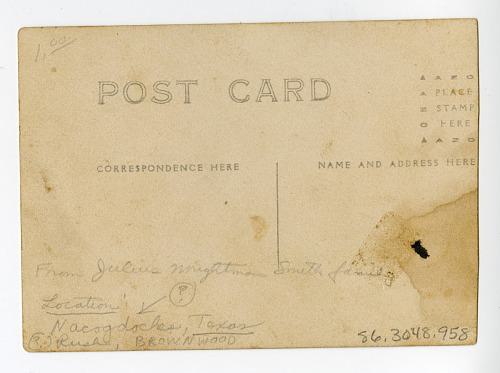 1.00
POST CARD
AZO
PLACE
STAMP
HERE
AZO
CORRESPONDENCE HERE
NAME AND ADDRESS HERE
From Julius Wrightman Smith family
Location:
(?)
Nacogdoches, Texas
(?) Rusk, BROWNWOOD
86.3048.958